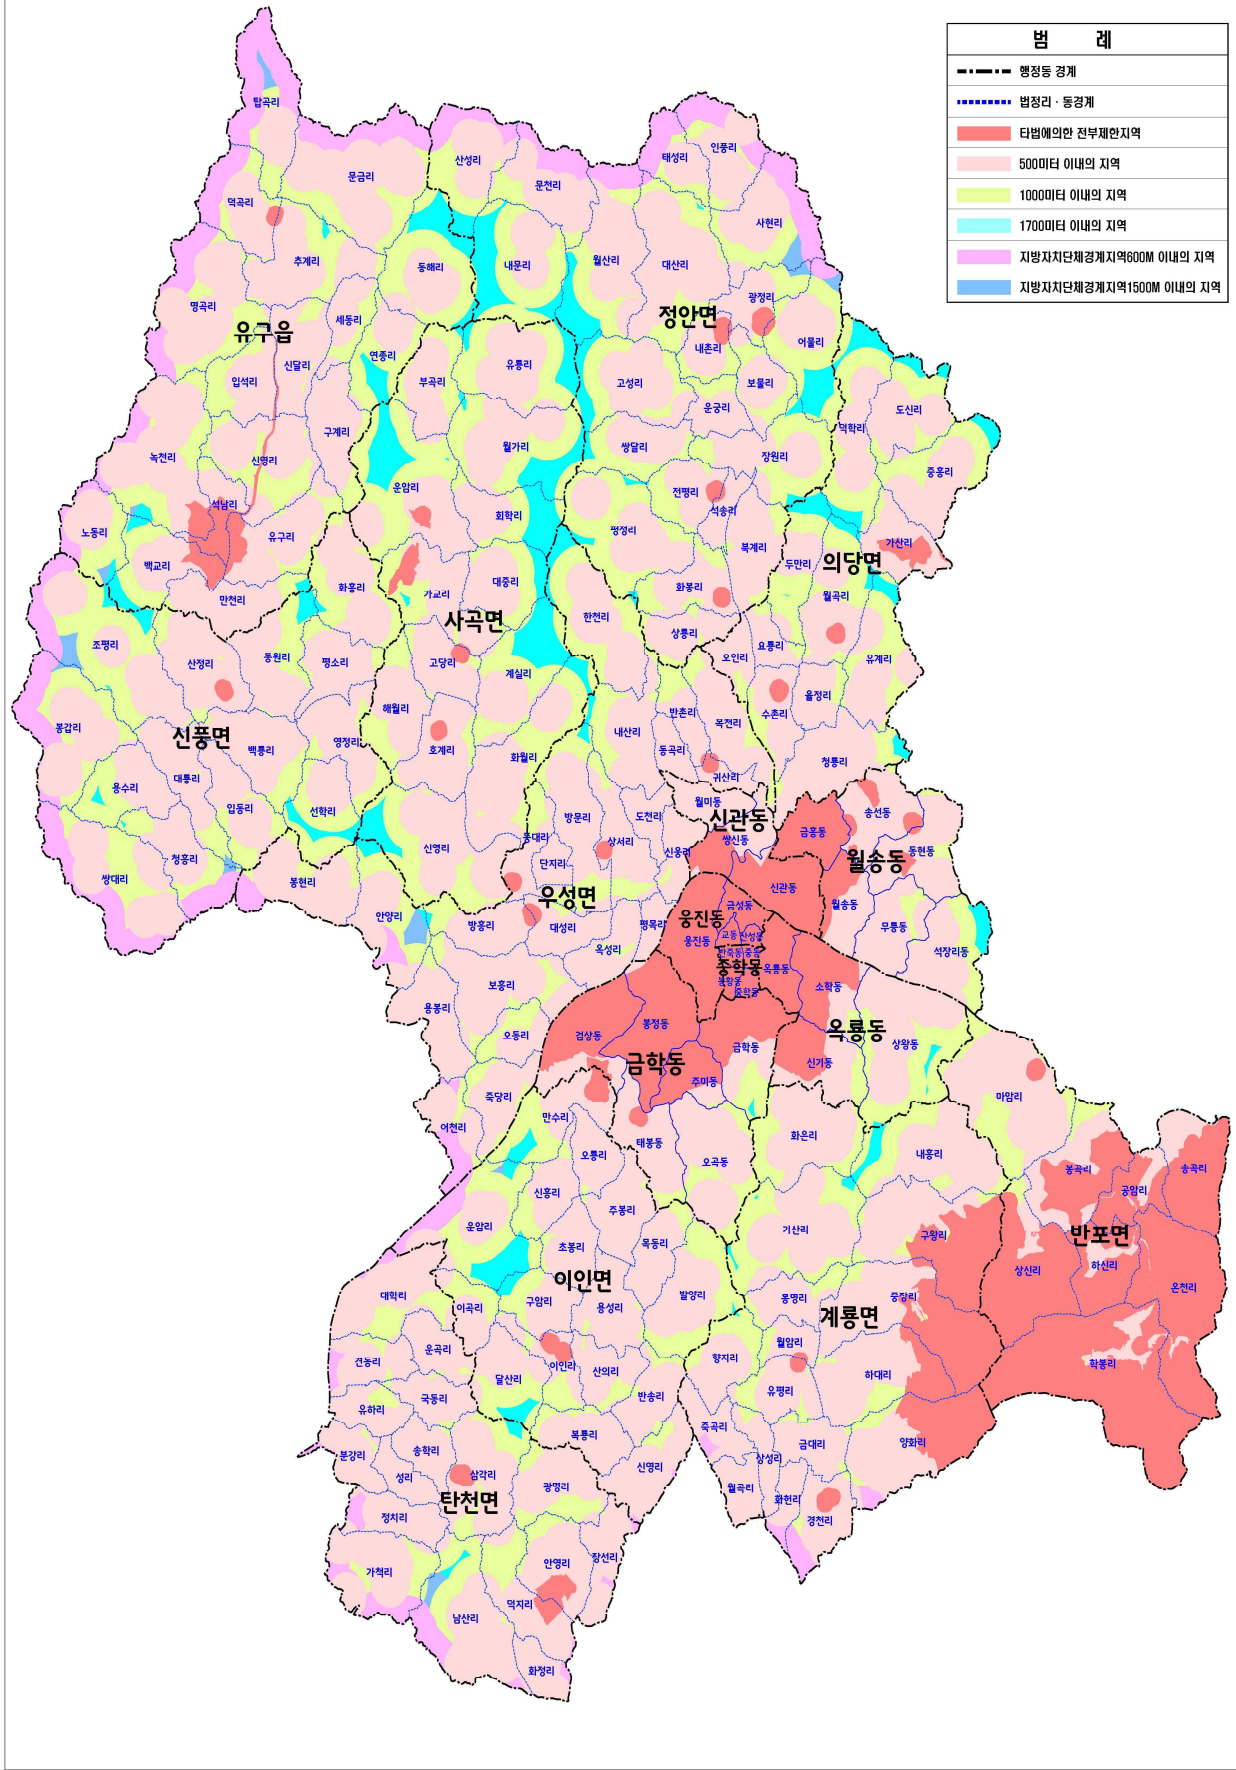 범 례
행정동 경계
법정리 · 동경계
타법에의한 전부제한지역
500미터 이내의 지역
1000미터 이내의 지역
1700미터 이내의 지역
지방자치단체경계지역600M 이내의 지역
지방자치단체경계지역1500M 이내의 지역
탑곡리
문금리
덕곡리
추계리
동해리
명곡리
세동리
유구읍
연종리
신달리
입석리
구계리
녹천리
신영리
석남리
노동리
유구리
백교리
만천리
산성리
문천리
태성리
인풍리
사현리
내문리
월산리
대산리
광정리
정안면
내촌리
어물리
고성리
보물리
운궁리
쌍달리
장원리
전평리
석송리
평정리
북계리
화봉리
상룡리
한천리
부곡리
유룡리
월가리
운암리
회학리
대중리
가교리
사곡면
고당리
계실리
해월리
호계리
화월리
신영리
화흥리
조평리
산정리
동원리
평소리
봉갑리
신풍면
백룡리
영정리
용수리
대룡리
입동리
선학리
청흥리
쌍대리
봉현리
도신리
덕학리
중흥리
가산리
두만리
의당면
월곡리
요룡리
유계리
오인리
율정리
수촌리
청룡리
내산리
반촌리
목천리
동곡리
귀산리
방문리
도천리
상서리
신웅리
동대리
단지리
우성면
안양리
방흥리
대성리
평목리
옥성리
보흥리
용봉리
오동리
죽당리
어천리
월미동
신관동
쌍신동
금흥동
송선동
월송동
동현동
신관동
월송동
무릉동
석장리동
금성동
웅진동
웅진동
교동
산성동
반죽동
중동
중학동
옥룡동
봉황동
중학동
소학동
옥룡동
상왕동
신기동
검상동
봉정동
금학동
금학동
주미동
태봉동
오곡동
만수리
오룡리
신흥리
주봉리
운암리
초봉리
목동리
이인면
구암리
용성리
발양리
이인리
산의리
달산리
반송리
복룡리
신영리
화은리
내흥리
기산리
구왕리
봉명리
중장리
계룡면
월암리
향지리
하대리
유평리
죽곡리
금대리
양화리
상성리
월곡리
화헌리
경천리
마암리
봉곡리
송곡리
공암리
반포면
상신리
하신리
온천리
학봉리
대학리
이곡리
운곡리
견동리
국동리
유하리
송학리
분강리
성리
삼각리
광명리
탄천면
정치리
안영리
장선리
가척리
덕지리
남산리
화정리